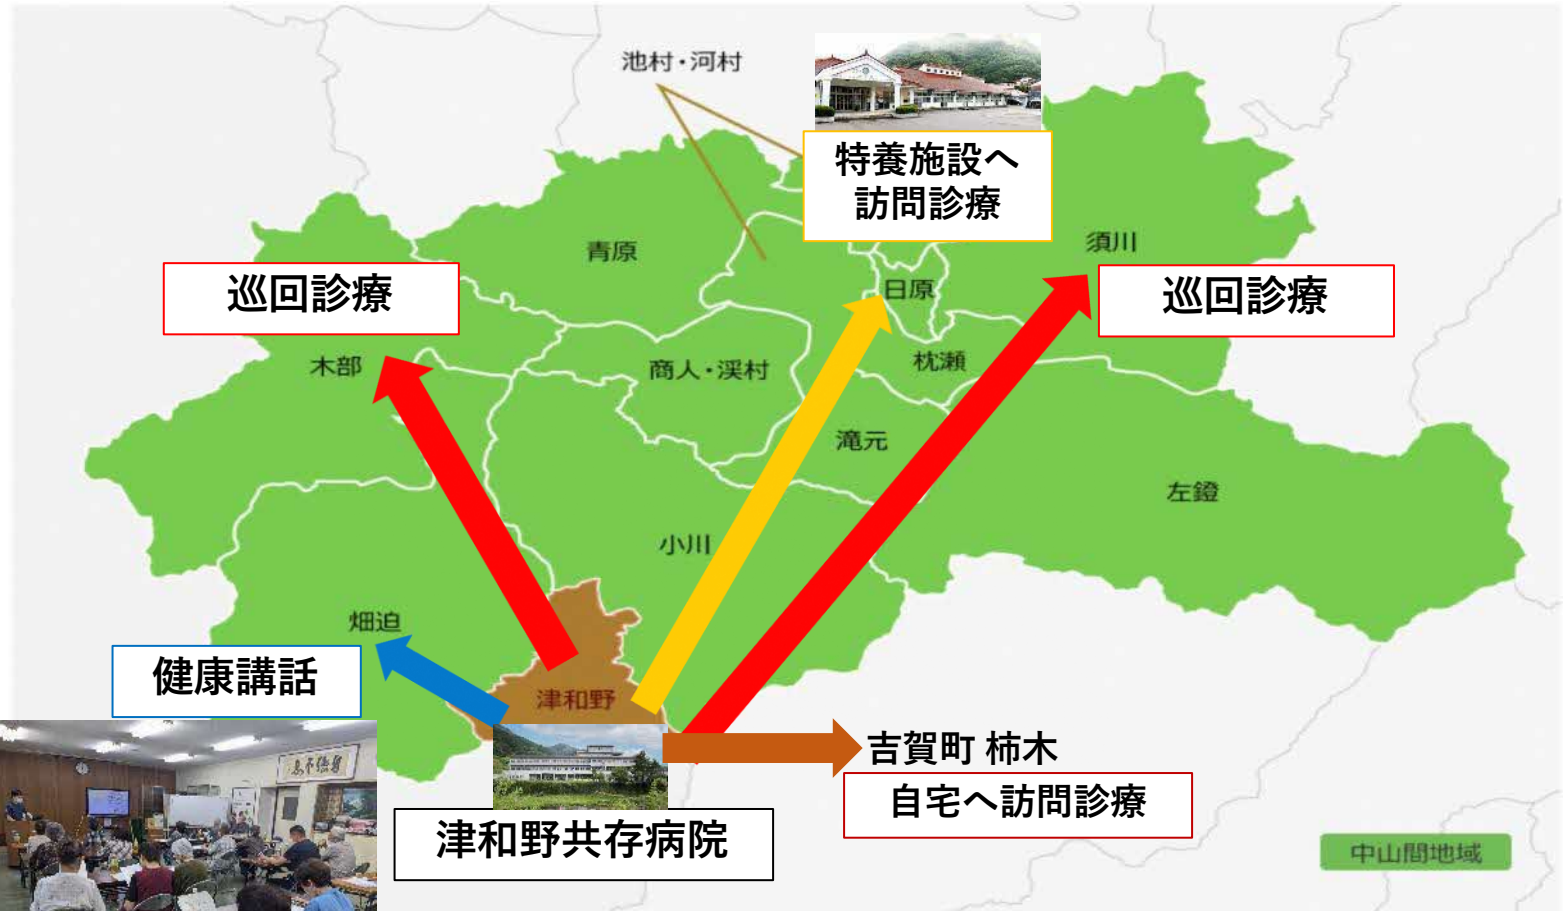 池村・河村
特養施設へ
訪問診療
須川
青原
巡回診療
日原
巡回診療
木部
商人・渓村
枕瀬
滝元
左鐙
小川
畑迫
健康講話
津和野
吉賀町 柿木
自宅へ訪問診療
津和野共存病院
中山間地域